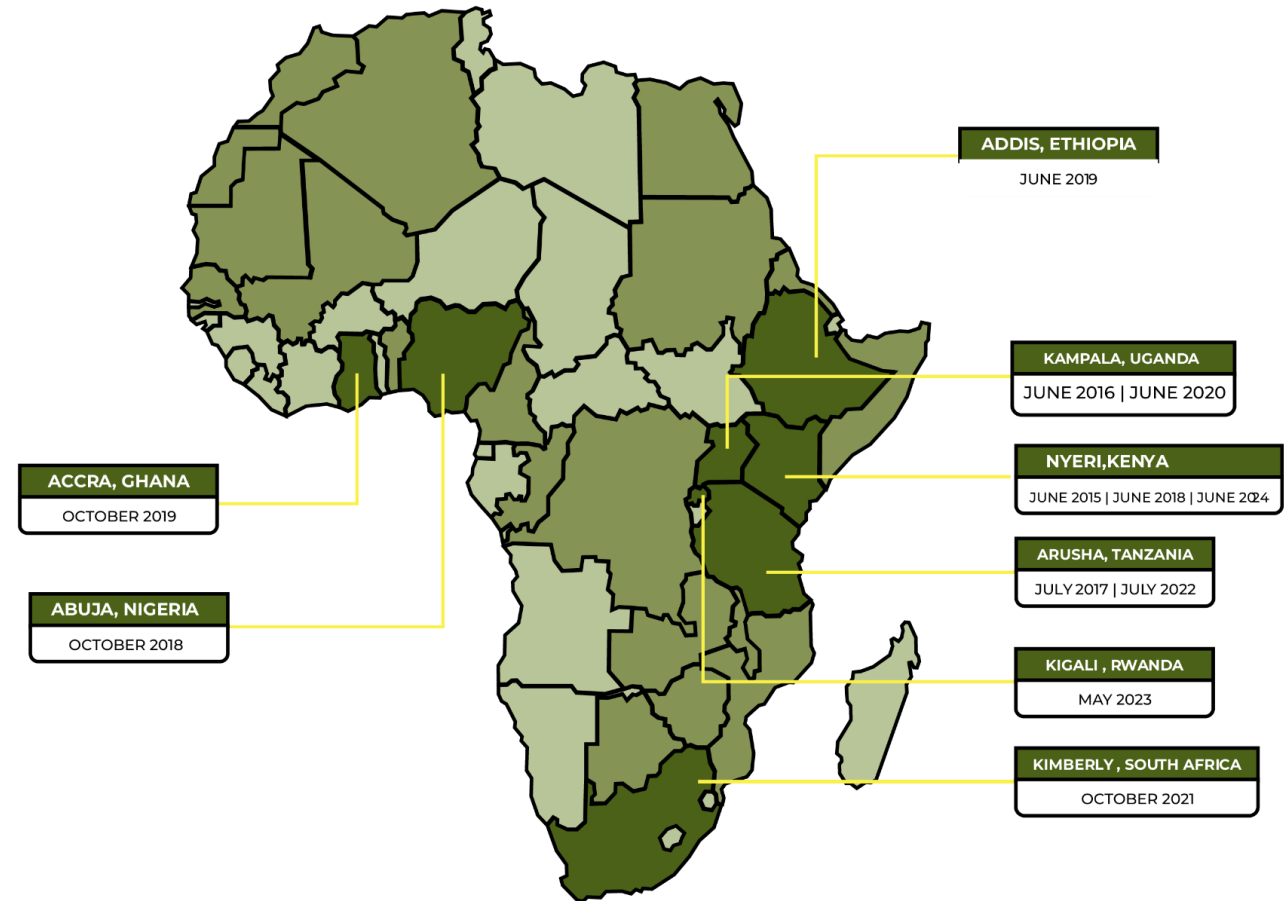 ADDIS, ETHIOPIA
JUNE 2019
KAMPALA, UGANDA
JUNE 2016 | JUNE 2020
NYERI,KENYA
JUNE 2015 | JUNE 2018 | JUNE 2024
ARUSHA, TANZANIA
JULY 2017 | JULY 2022
KIGALI , RWANDA
MAY 2023
KIMBERLY , SOUTH AFRICA
OCTOBER 2021
ACCRA, GHANA
OCTOBER 2019
ABUJA, NIGERIA
OCTOBER 2018